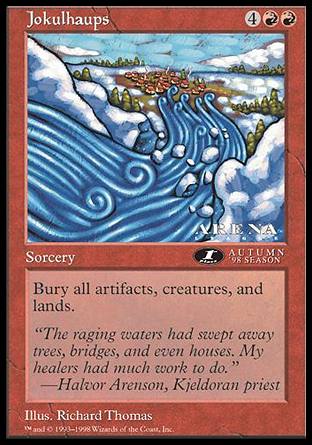 Jokulhaups 4
ARENA
LEAGUE
Sorcery
1
AUTUMN
'98 SEASON
Bury all artifacts, creatures, and
lands.
“The raging waters had swept away
trees, bridges, and even houses. My
healers had much work to do.”
—Halvor Arenson, Kjeldoran priest
Illus. Richard Thomas
™ and © 1993–1998 Wizards of the Coast, Inc.